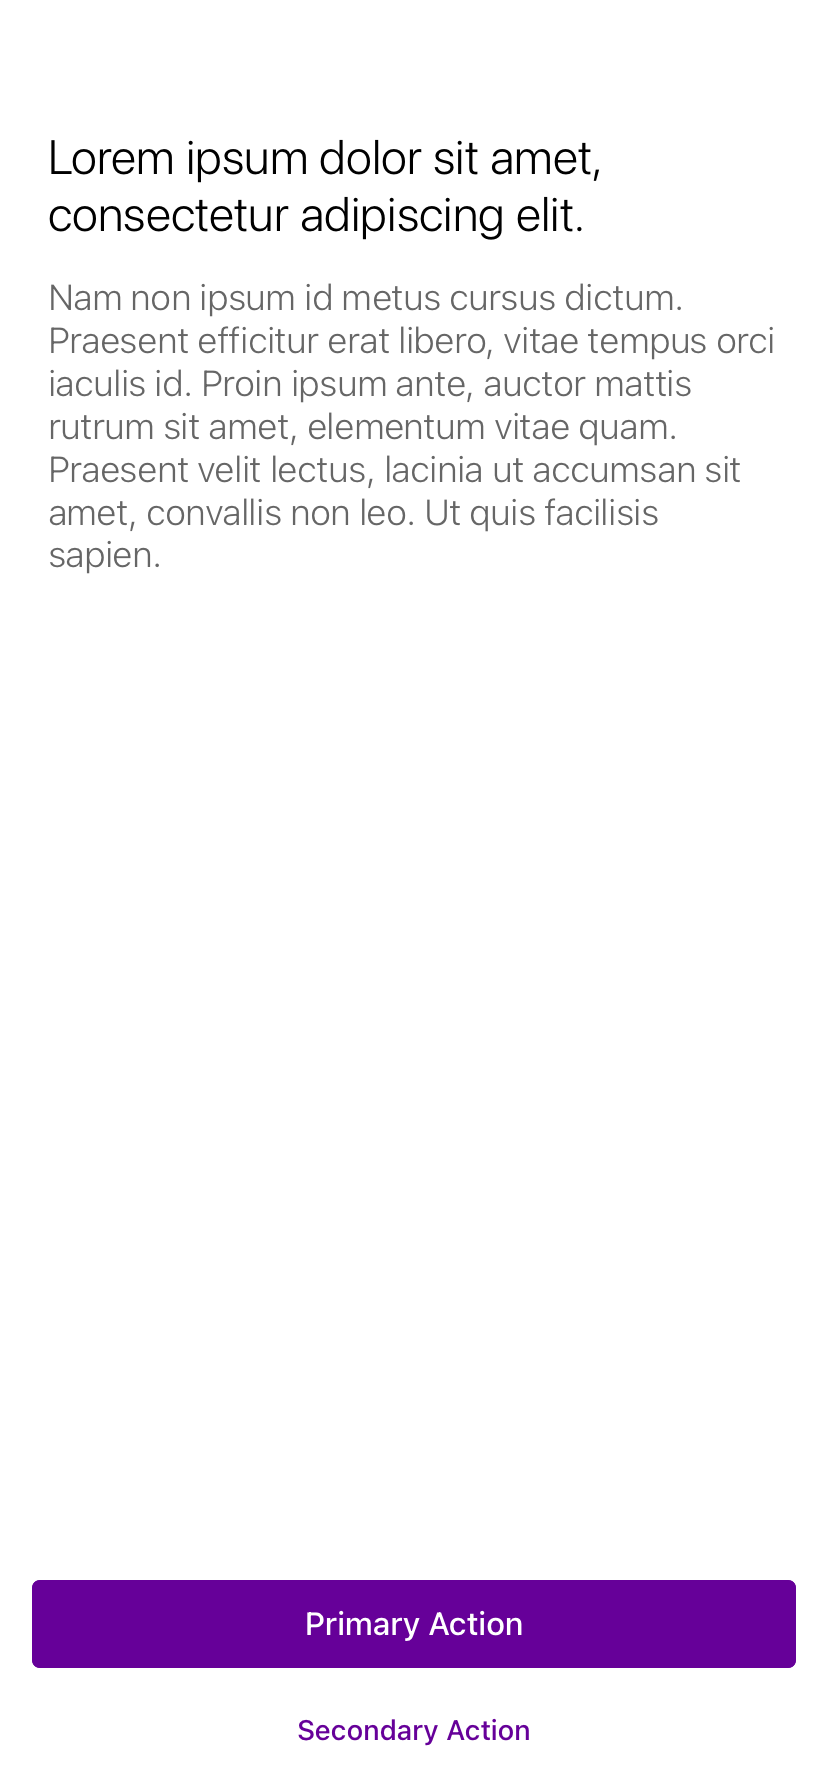 Lorem ipsum dolor sit amet,
consectetur adipiscing elit.
Nam non ipsum id metus cursus dictum.
Praesent efficitur erat libero, vitae tempus orci
iaculis id. Proin ipsum ante, auctor mattis
rutrum sit amet, elementum vitae quam.
Praesent velit lectus, lacinia ut accumsan sit
amet, convallis non leo. Ut quis facilisis
sapien.
Primary Action
Secondary Action